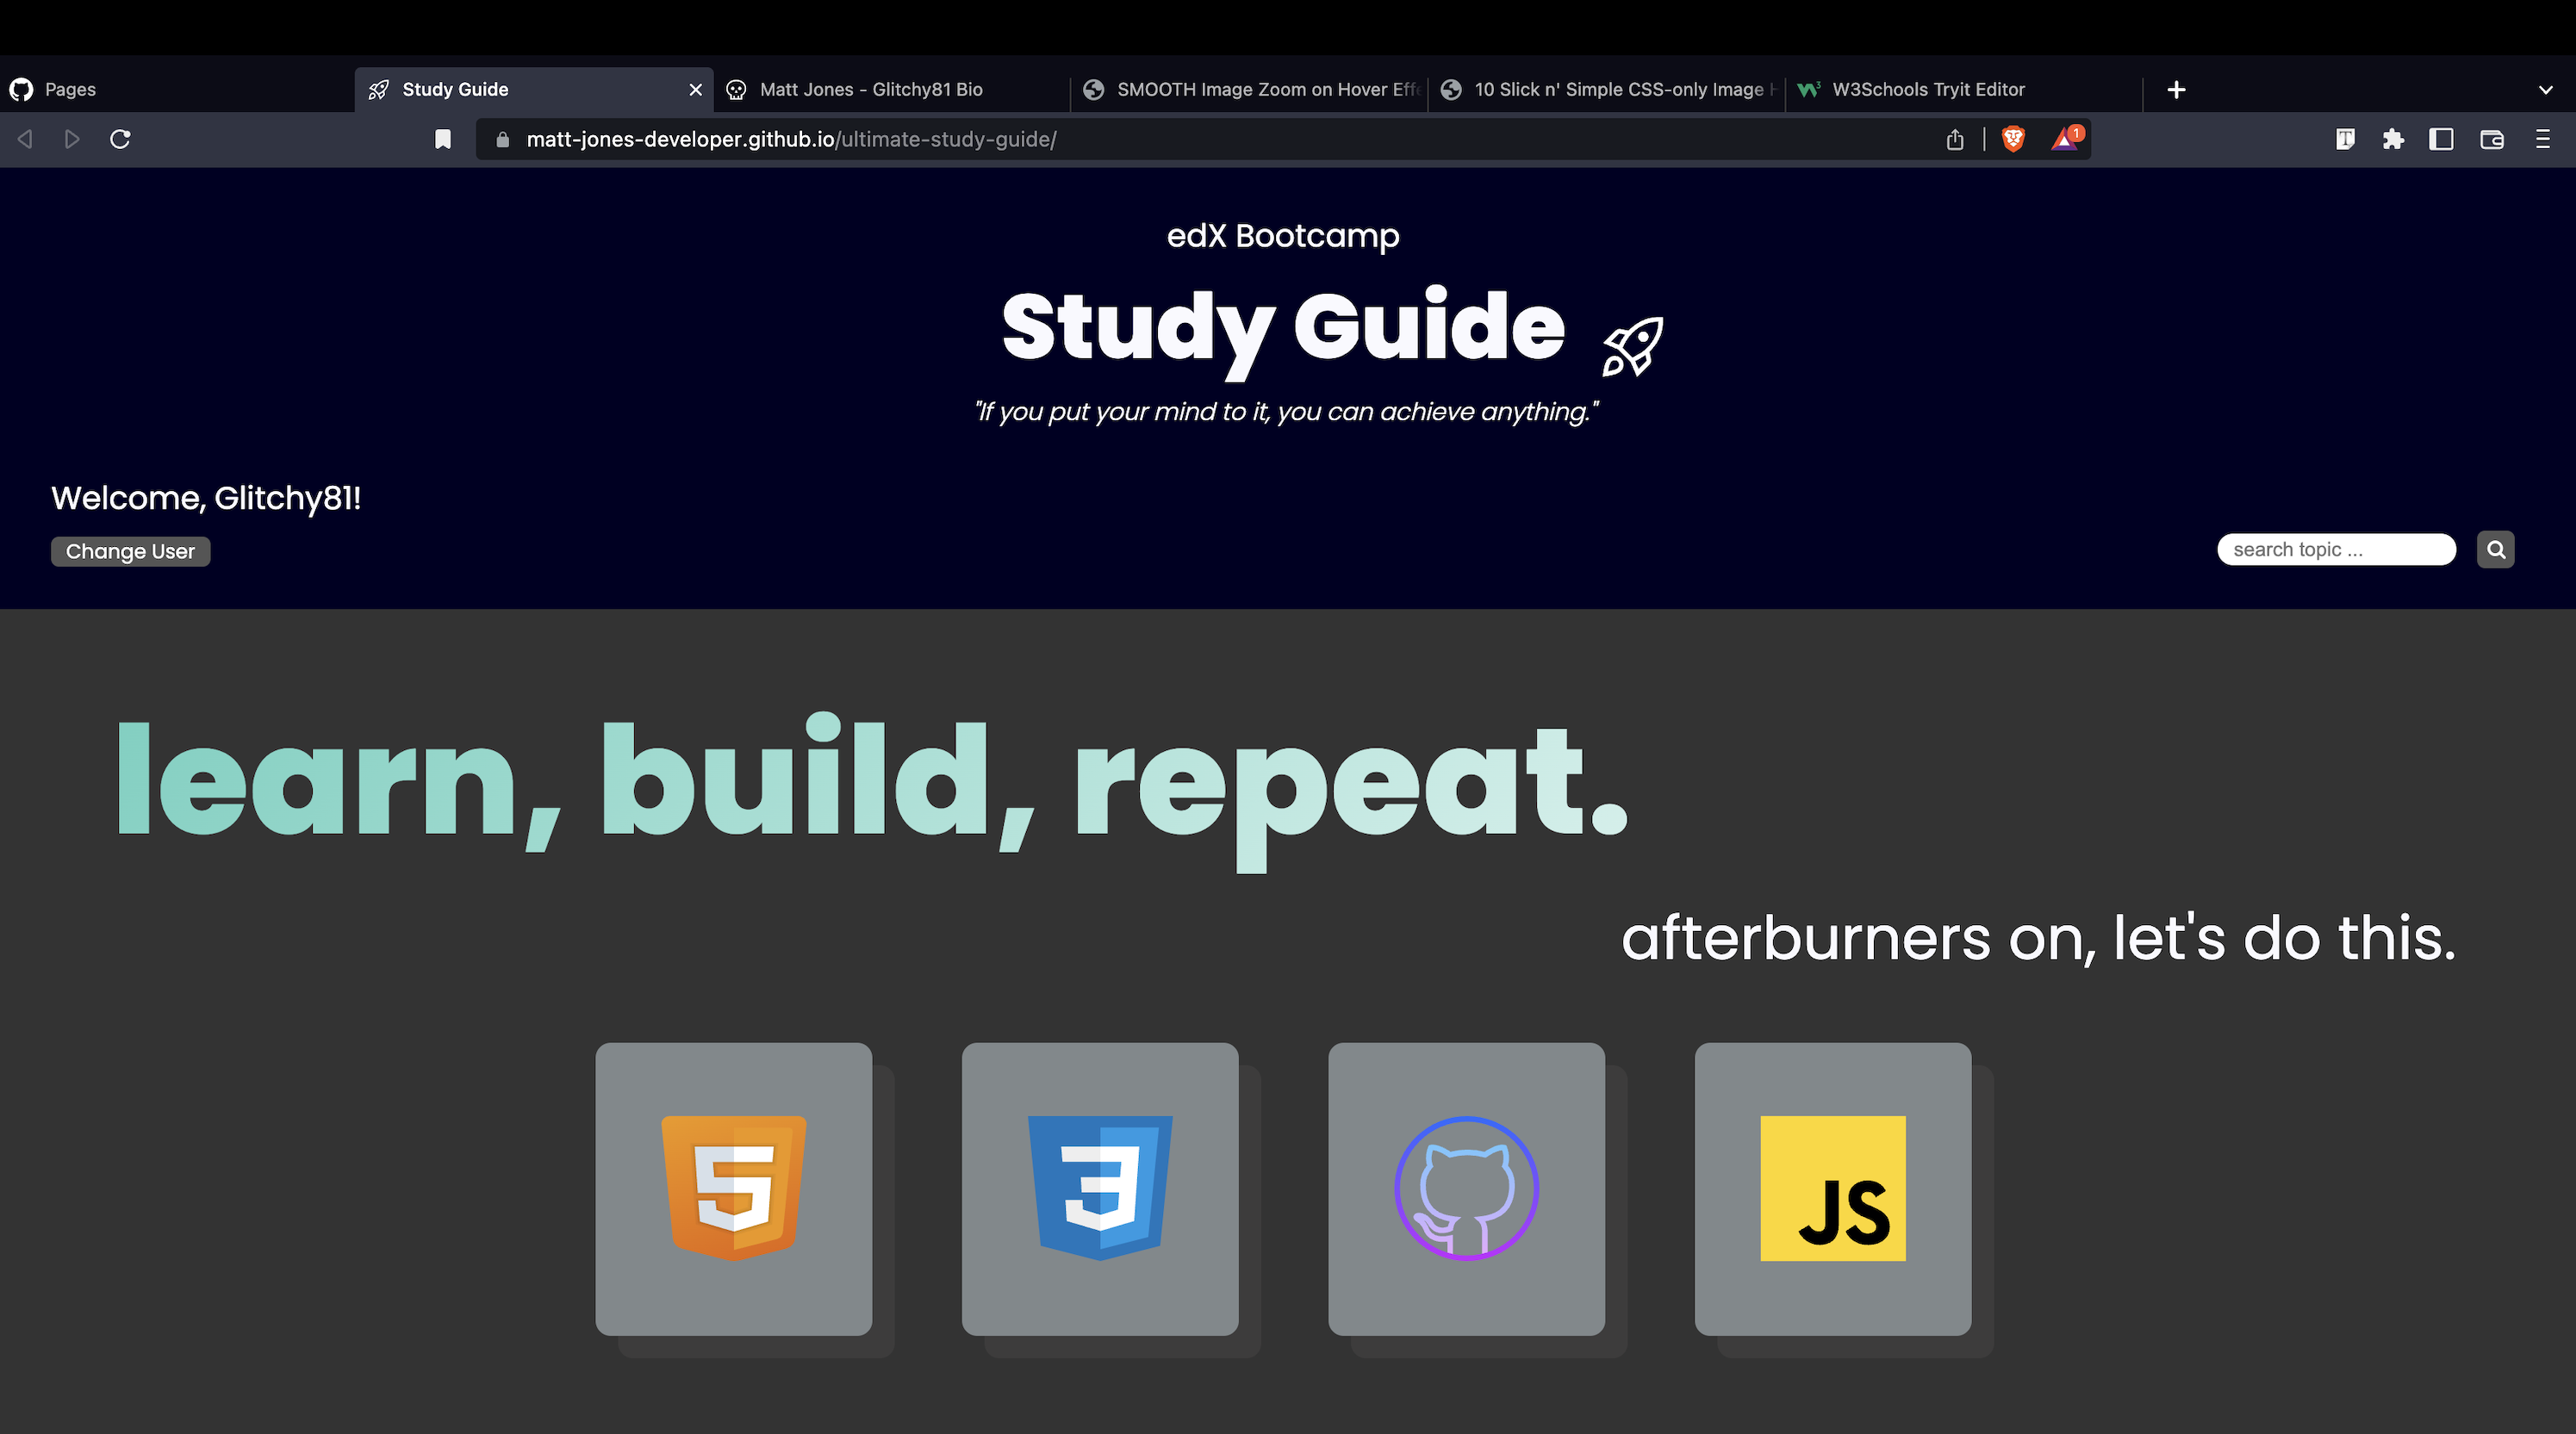 Pages
Study Guide
Matt Jones - Glitchy81 Bio
SMOOTH Image Zoom on Hover Effe
10 Slick n' Simple CSS-only Image H
W3Schools Tryit Editor
matt-jones-developer.github.io/ultimate-study-guide/
1
edX Bootcamp
Study Guide
"If you put your mind to it, you can achieve anything."
Welcome, Glitchy81!
Change User
search topic ...
learn, build, repeat.
afterburners on, let's do this.
5
3
JS